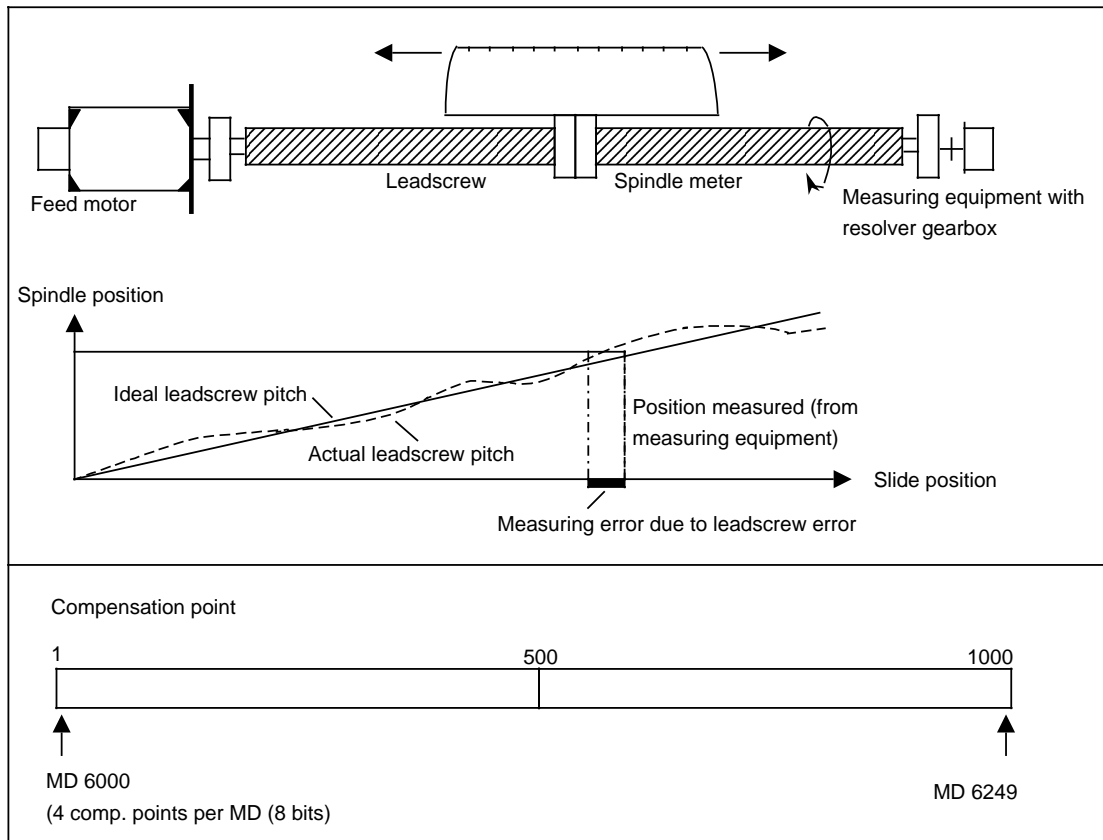 Leadscrew
Spindle meter
Feed motor
Measuring equipment with
resolver gearbox
Spindle position
Ideal leadscrew pitch
Actual leadscrew pitch
Position measured (from
measuring equipment)
Slide position
Measuring error due to leadscrew error
Compensation point
1
500
1000
MD 6000
(4 comp. points per MD (8 bits)
MD 6249